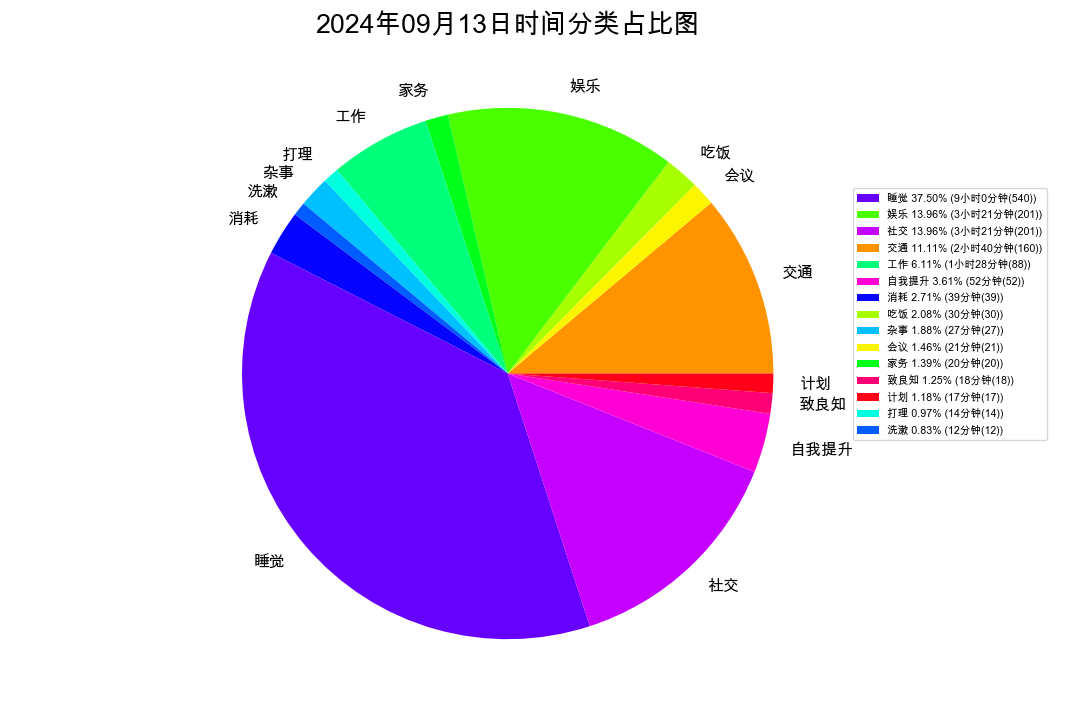 2024年09月13日时间分类占比图
娱乐
家务
工作
吃饭
打理
杂事
会议
洗漱
消耗
交通
计划
致良知
自我提升
睡觉
社交
睡觉 37.50% (9小时0分钟(540))
娱乐 13.96% (3小时21分钟(201))
社交 13.96% (3小时21分钟(201))
交通 11.11% (2小时40分钟(160))
工作 6.11% (1小时28分钟(88))
自我提升 3.61% (52分钟(52))
消耗 2.71% (39分钟(39))
吃饭 2.08% (30分钟(30))
杂事 1.88% (27分钟(27))
会议 1.46% (21分钟(21))
家务 1.39% (20分钟(20))
致良知 1.25% (18分钟(18))
计划 1.18% (17分钟(17))
打理 0.97% (14分钟(14))
洗漱 0.83% (12分钟(12))